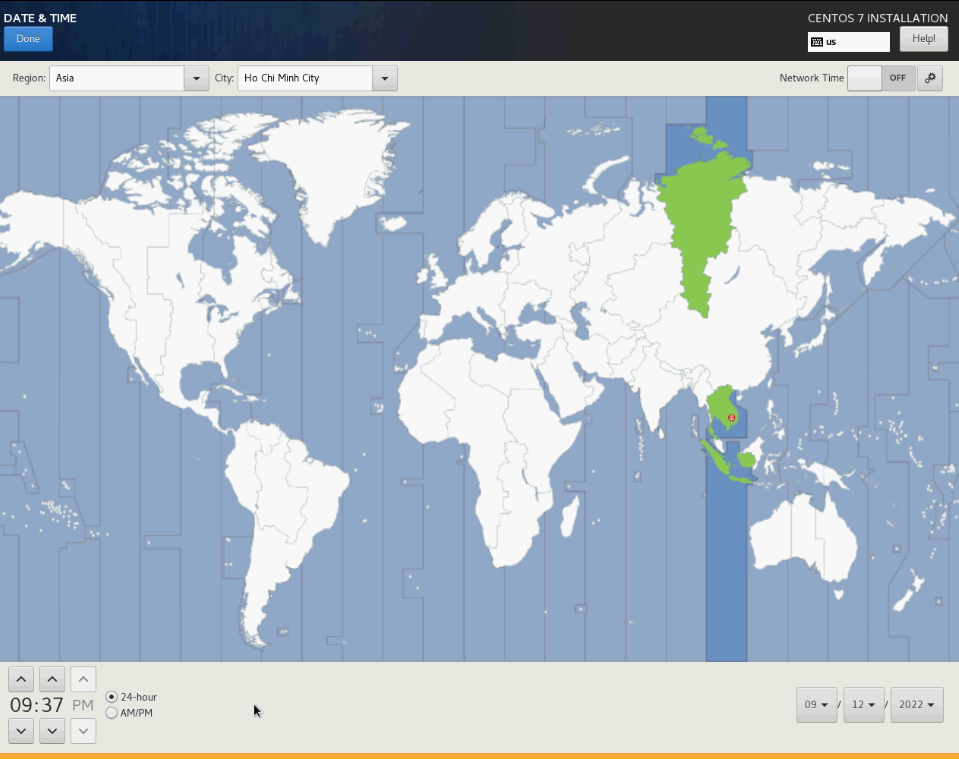 DATE & TIME
CENTOS 7 INSTALLATION
Done
us
Help!
Region: Asia City: Ho Chi Minh City Network Time OFF
09:37 PM
24-hour
AM/PM
09 / 12 / 2022